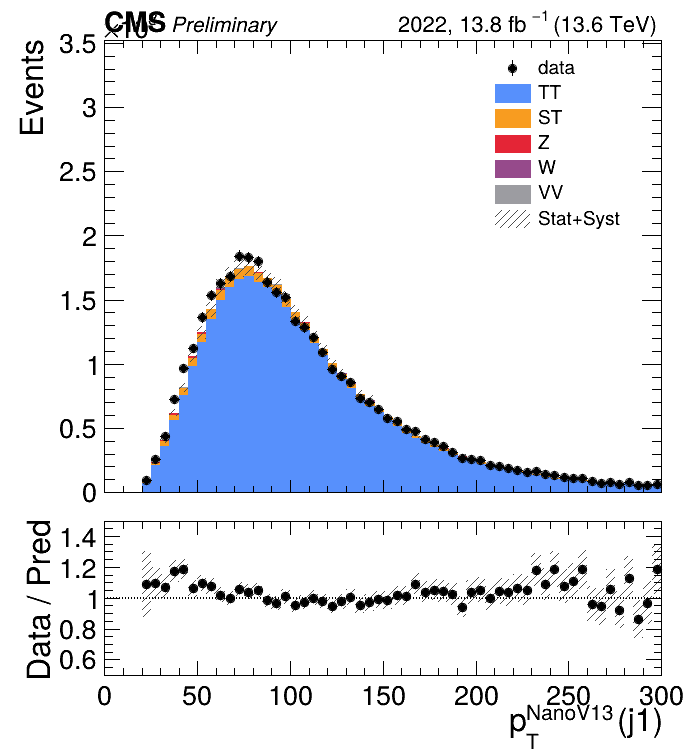 CMS Preliminary 2022, 13.8 fb⁻¹ (13.6 TeV)
Events
3.5
3
2.5
2
1.5
1
0.5
0
data
TT
ST
Z
W
VV
Stat+Syst
Data / Pred
1.4
1.2
1
0.8
0.6
0 50 100 150 200 250 300
p_T^NanoV13 (j1)